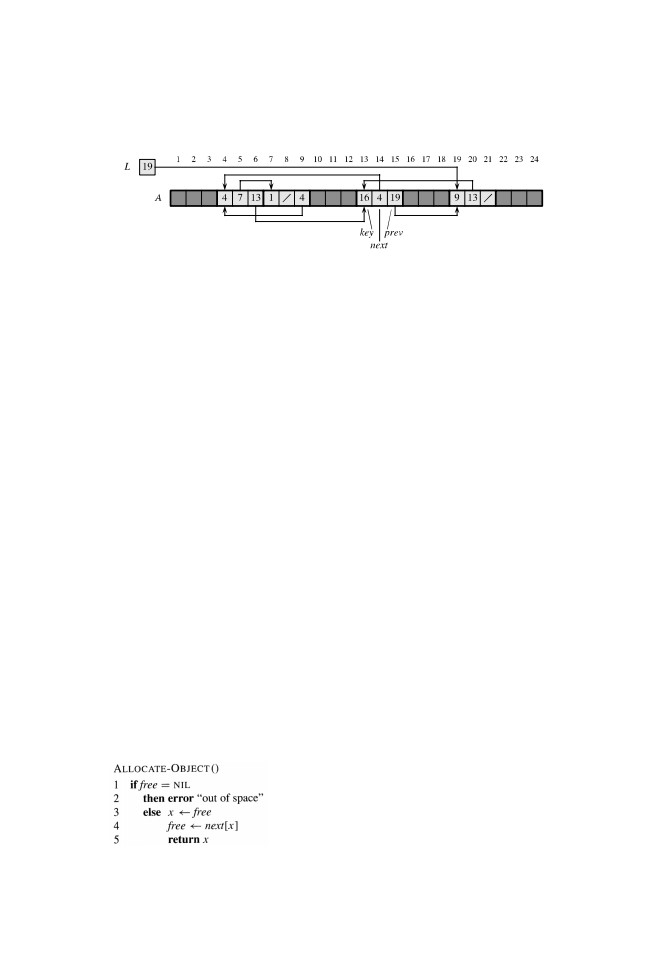 1 2 3 4 5 6 7 8 9 10 11 12 13 14 15 16 17 18 19 20 21 22 23 24
L 19
A 4 7 13 1 / 4 16 4 19 9 13 /
key prev
next
ALLOCATE-OBJECT()
1 if free = NIL
2 then error “out of space”
3 else x ← free
4 free ← next[x]
5 return x